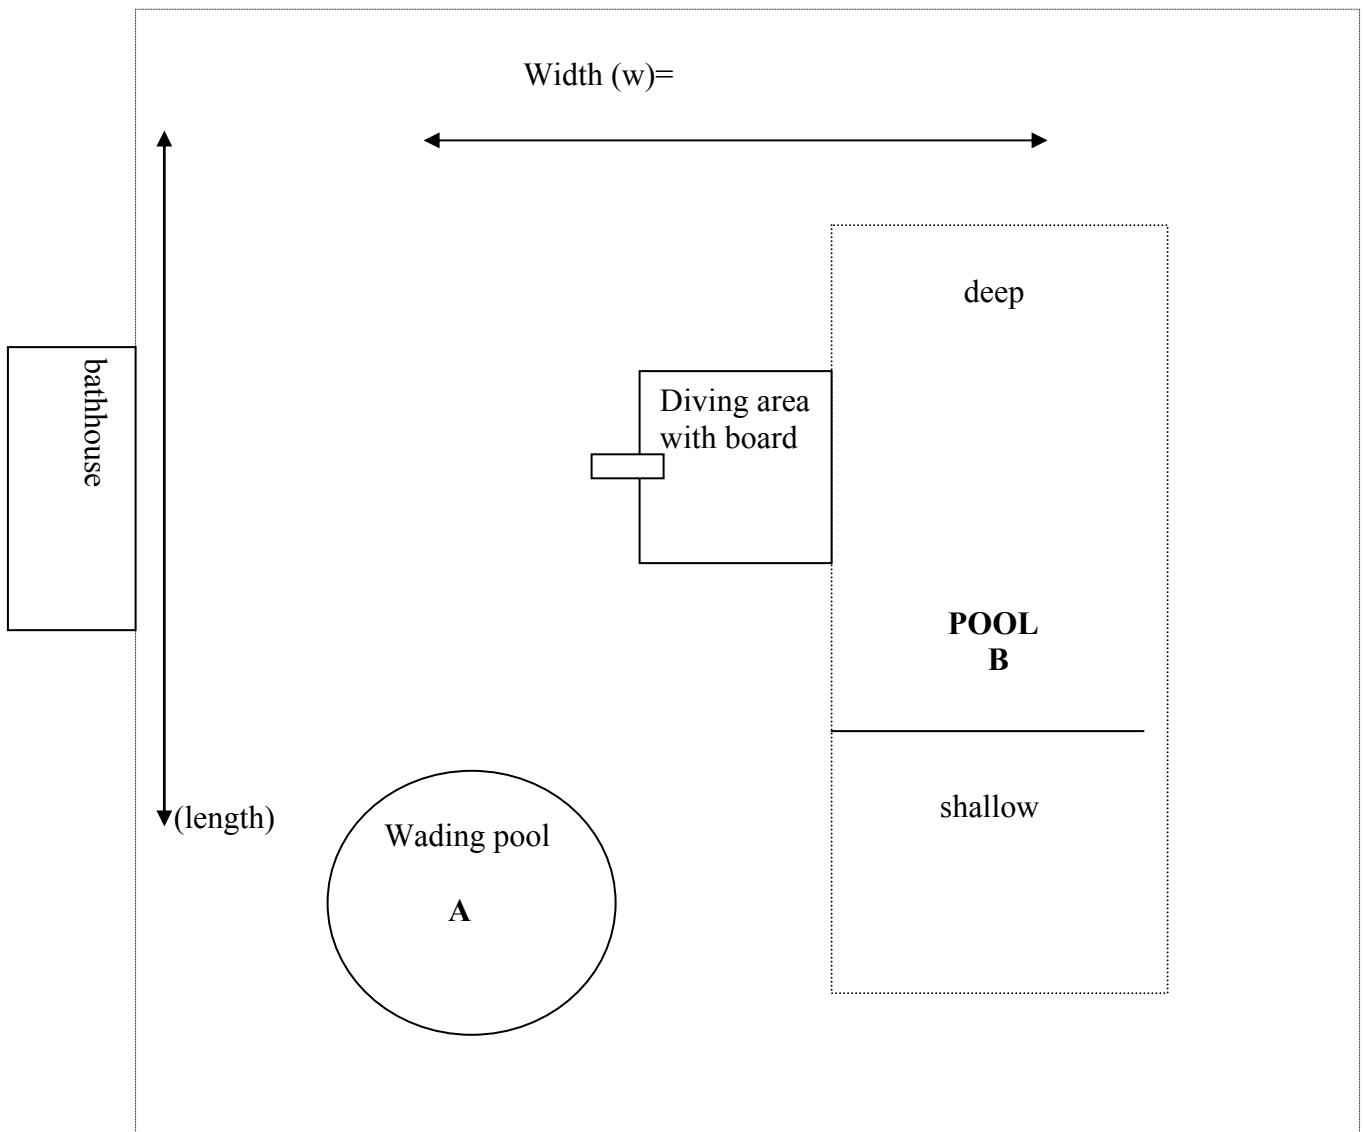 Width (w)=
deep
bathhouse
Diving area
with board
POOL
B
shallow
(length)
Wading pool
A